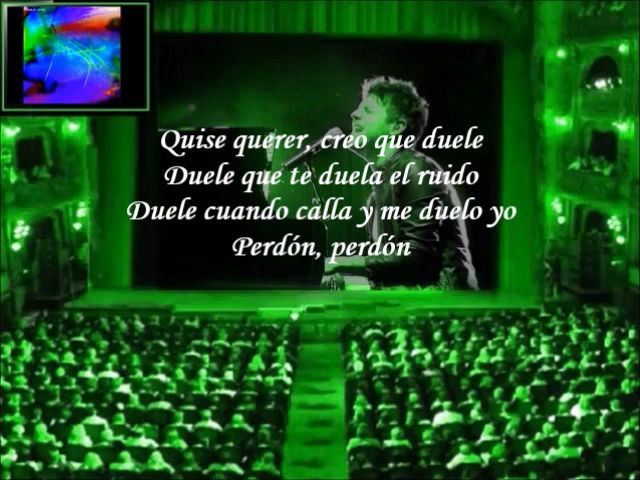 Quise querer, creo que duele
Duele que te duela el ruido
Duele cuando calla y me duelo yo
Perdón, perdón